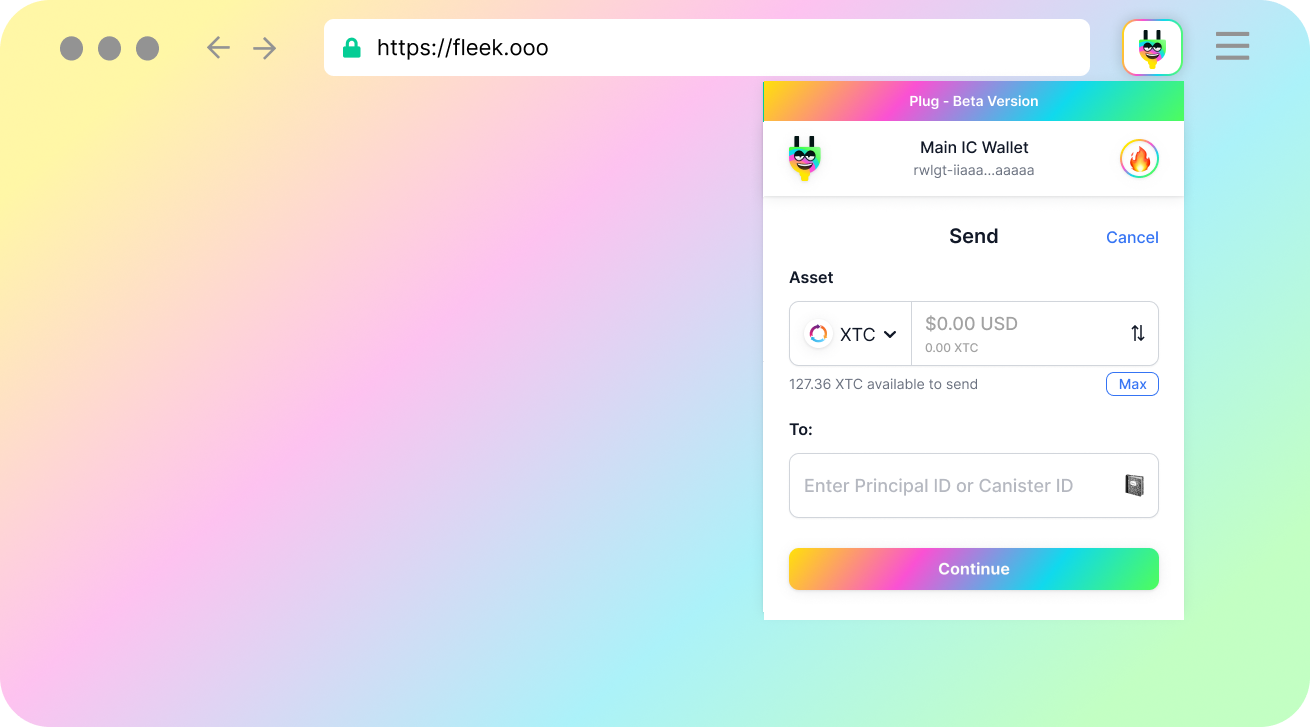 https://fleek.ooo
Plug - Beta Version
Main IC Wallet
rwlgt-iiaaa...aaaaa
Send
Cancel
Asset
XTC
$0.00 USD
0.00 XTC
127.36 XTC available to send
Max
To:
Enter Principal ID or Canister ID
Continue